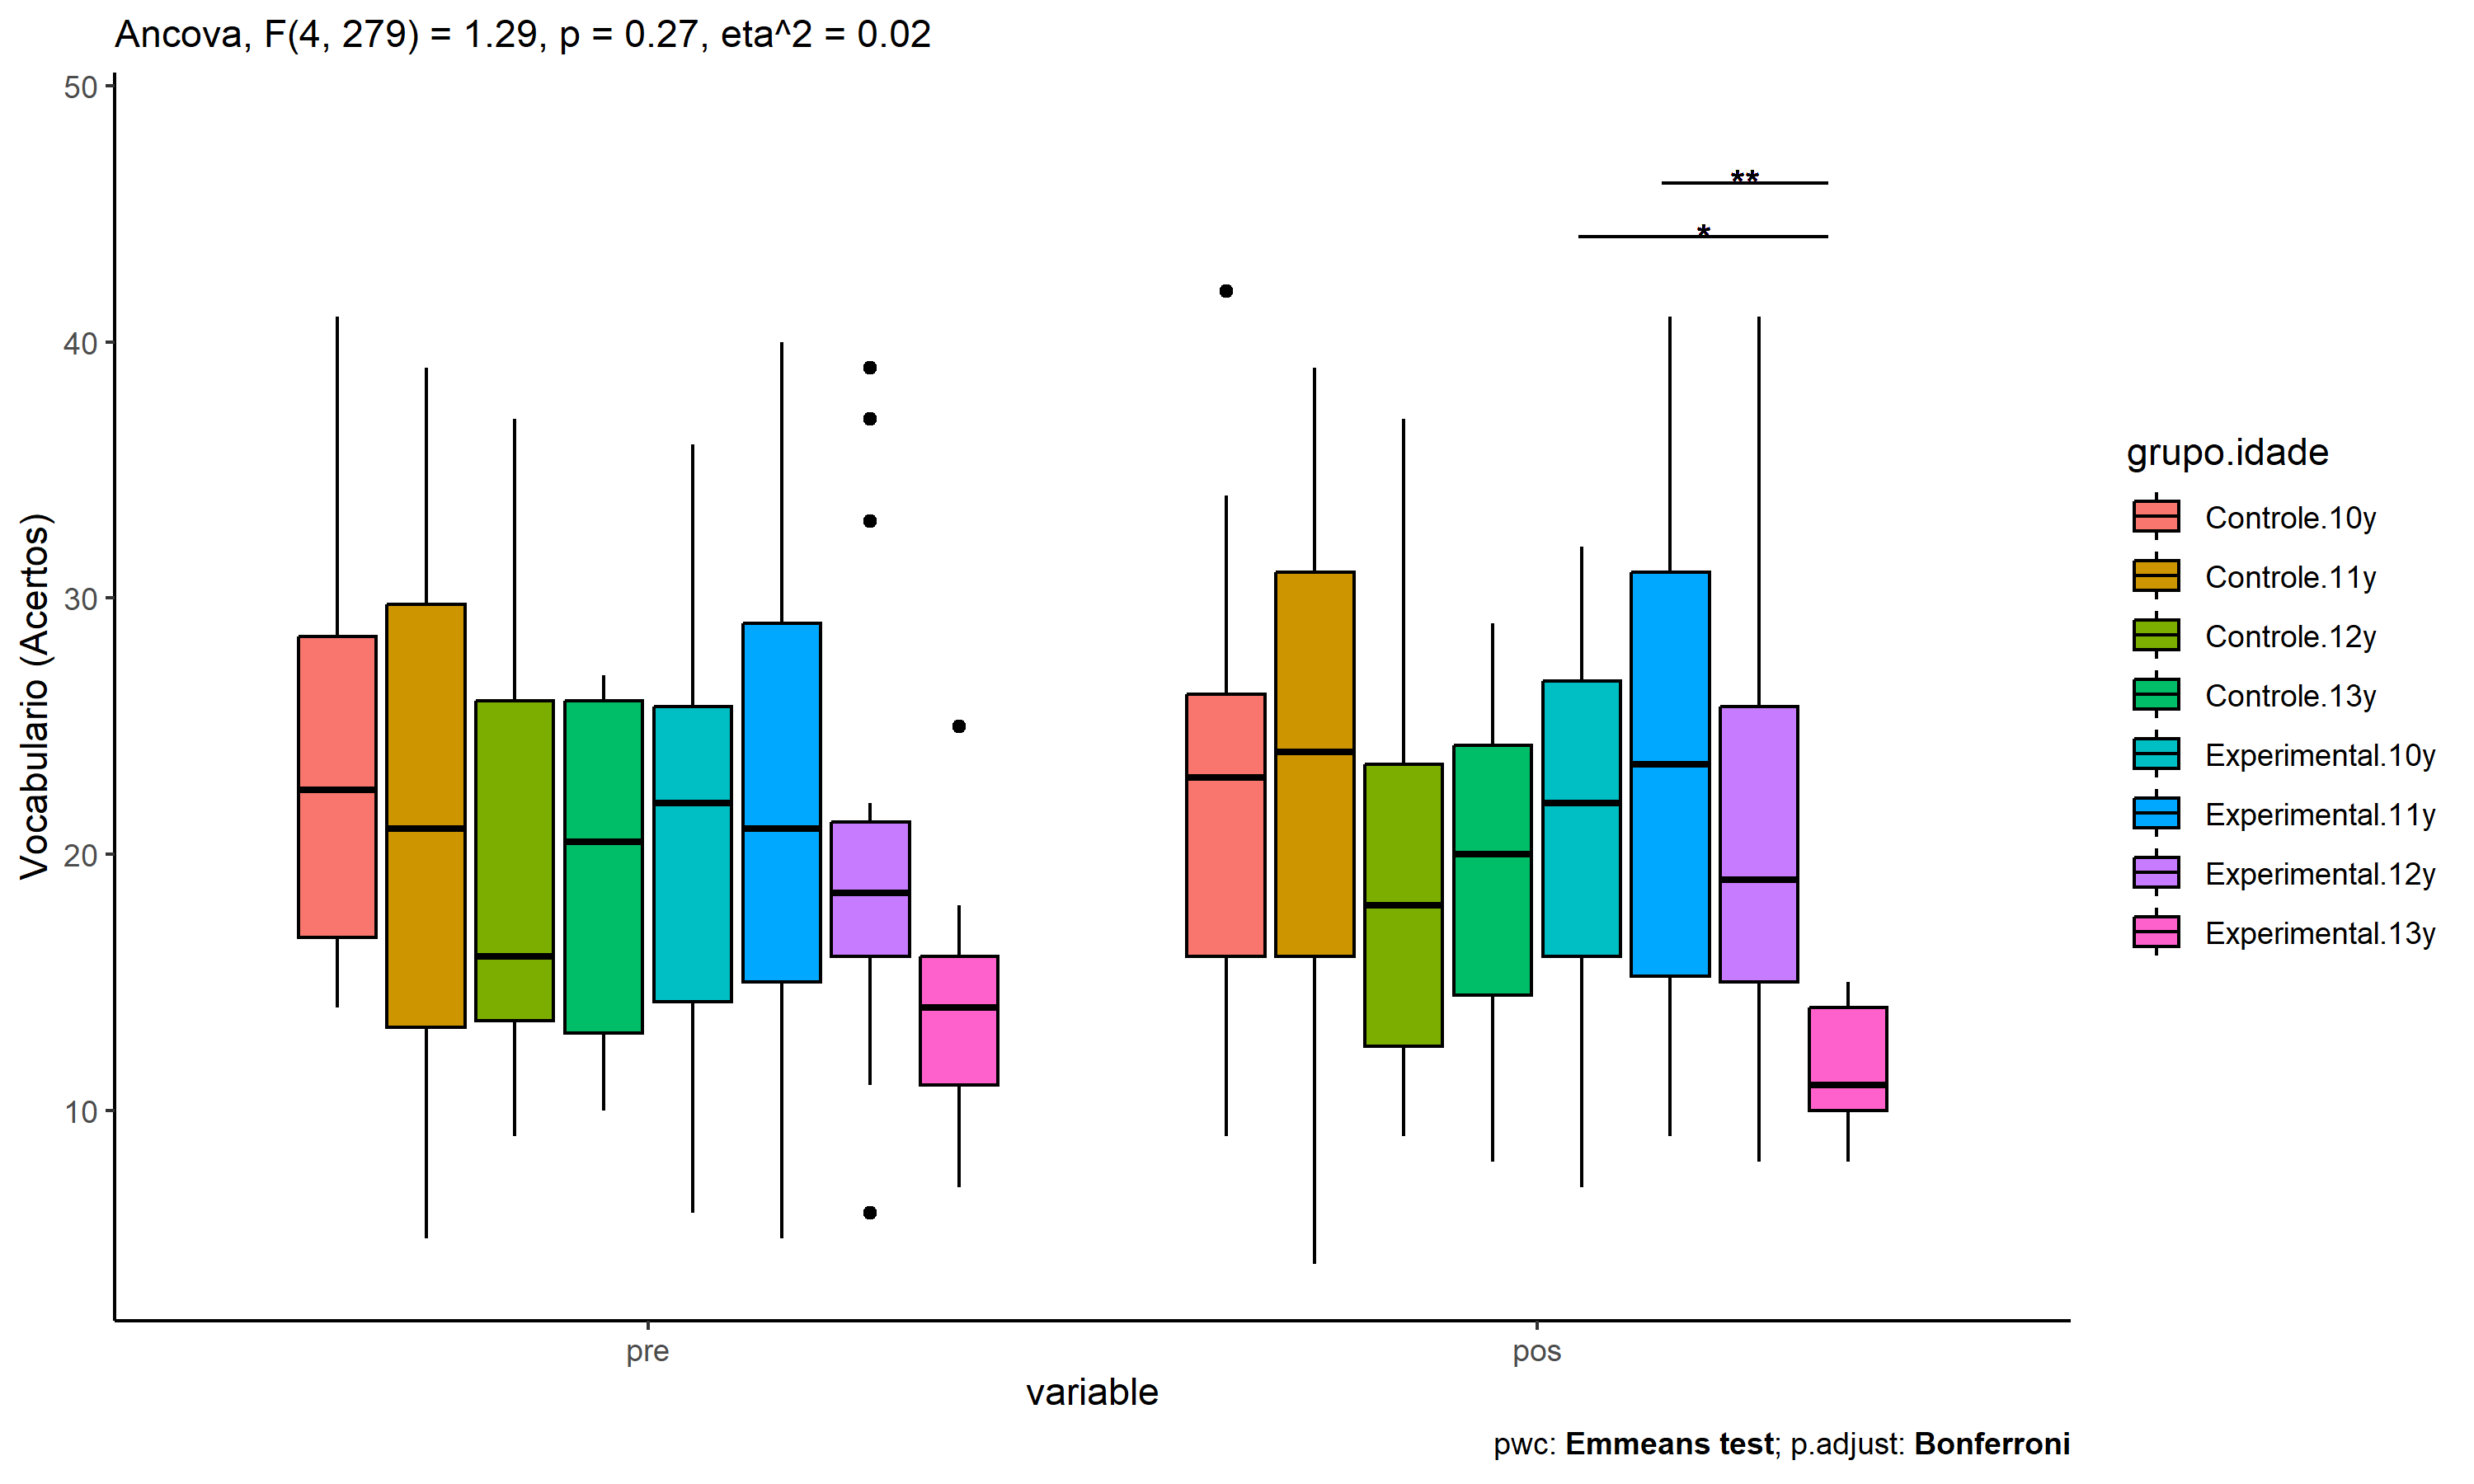 Ancova, F(4, 279) = 1.29, p = 0.27, eta^2 = 0.02
Vocabulario (Acertos)
50
40
30
20
10
**
*
pre
pos
variable
grupo.idade
Controle.10y
Controle.11y
Controle.12y
Controle.13y
Experimental.10y
Experimental.11y
Experimental.12y
Experimental.13y
pwc: Emmeans test; p.adjust: Bonferroni